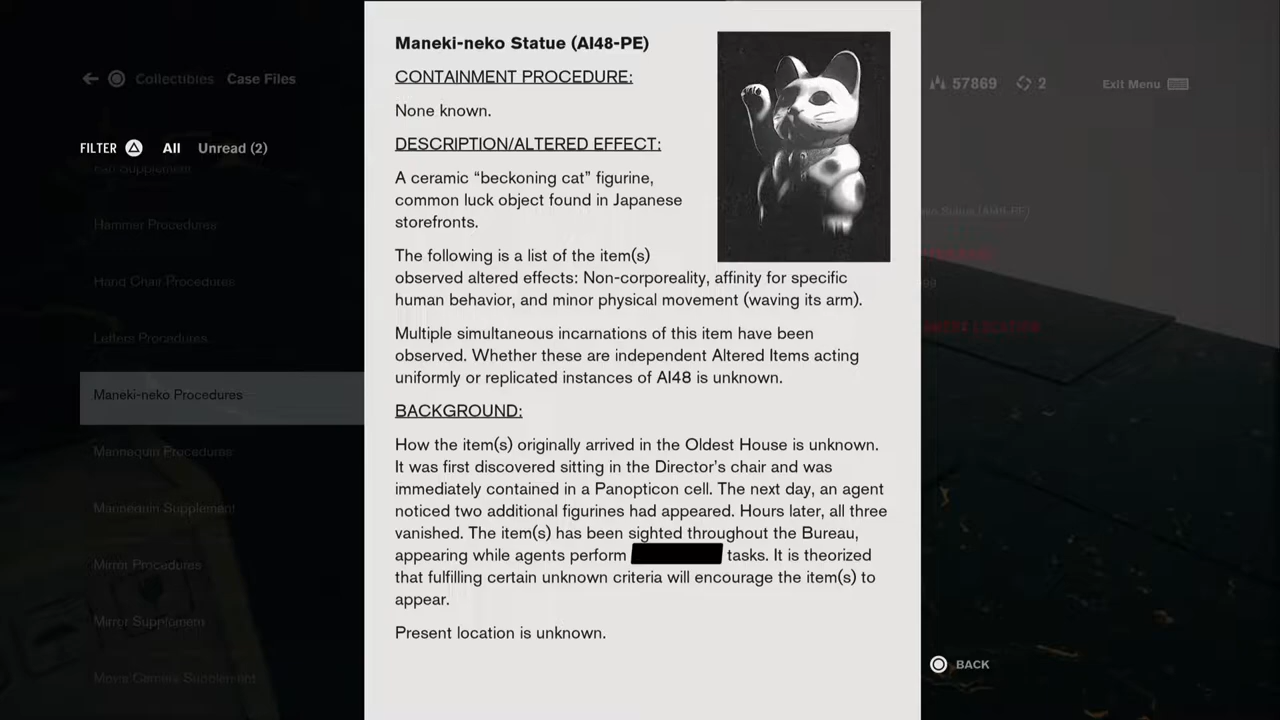 Maneki-neko Statue (AI48-PE)
CONTAINMENT PROCEDURE:
None known.
DESCRIPTION/ALTERED EFFECT:
A ceramic “beckoning cat” figurine,
common luck object found in Japanese
storefronts.
The following is a list of the item(s)
observed altered effects: Non-corporeality, affinity for specific
human behavior, and minor physical movement (waving its arm).
Multiple simultaneous incarnations of this item have been
observed. Whether these are independent Altered Items acting
uniformly or replicated instances of AI48 is unknown.
BACKGROUND:
How the item(s) originally arrived in the Oldest House is unknown.
It was first discovered sitting in the Director’s chair and was
immediately contained in a Panopticon cell. The next day, an agent
noticed two additional figurines had appeared. Hours later, all three
vanished. The item(s) has been sighted throughout the Bureau,
appearing while agents perform tasks. It is theorized
that fulfilling certain unknown criteria will encourage the item(s) to
appear.
Present location is unknown.
Collectibles Case Files
FILTER All Unread (2)
Supplement
Hammer Procedures
Hand Chair Procedures
Letters Procedures
Maneki-neko Procedures
Mannequin Procedures
Mannequin Supplement
Mirror Procedures
Mirror Supplement
Movie Camera Supplement
57869 2 Exit Menu
Statue (AI48-PE)
LOCATION
BACK